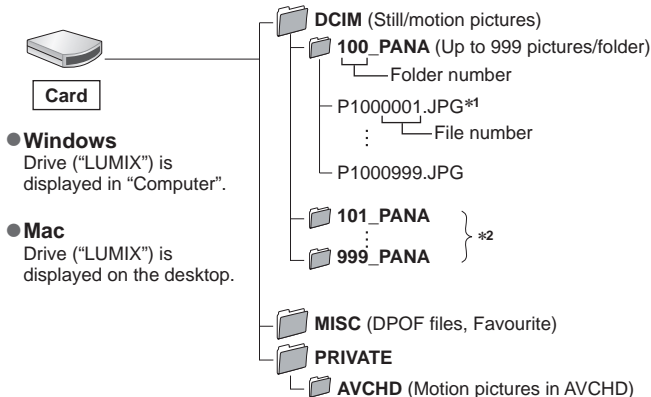 DCIM (Still/motion pictures)
100_PANA (Up to 999 pictures/folder)
Folder number
P1000001.JPG*1
File number
P1000999.JPG
101_PANA
*2
999_PANA
MISC (DPOF files, Favourite)
PRIVATE
AVCHD (Motion pictures in AVCHD)
Card
●Windows
Drive (“LUMIX”) is
displayed in “Computer”.
●Mac
Drive (“LUMIX”) is
displayed on the desktop.